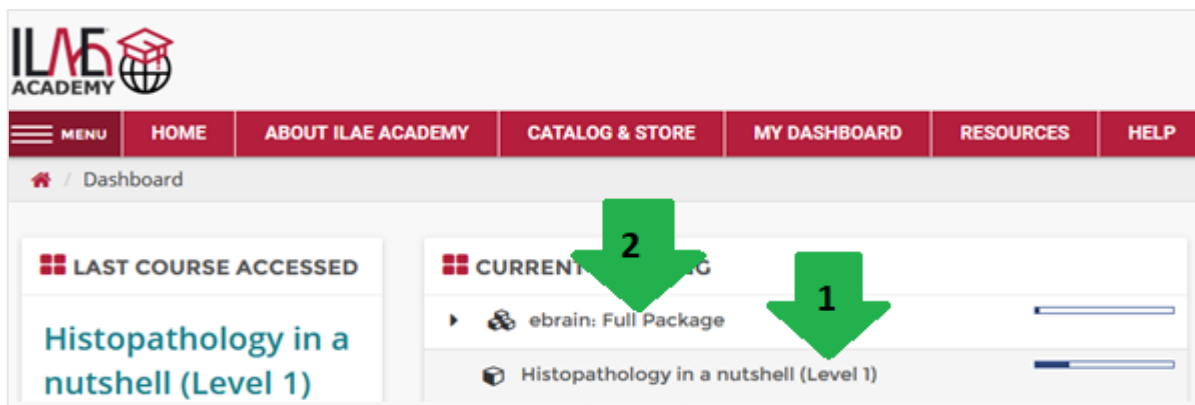 ILAE
ACADEMY
MENU HOME ABOUT ILAE ACADEMY CATALOG & STORE MY DASHBOARD RESOURCES HELP
/ Dashboard
LAST COURSE ACCESSED
Histopathology in a
nutshell (Level 1)
CURRENT G
2
1
ebrain: Full Package
Histopathology in a nutshell (Level 1)